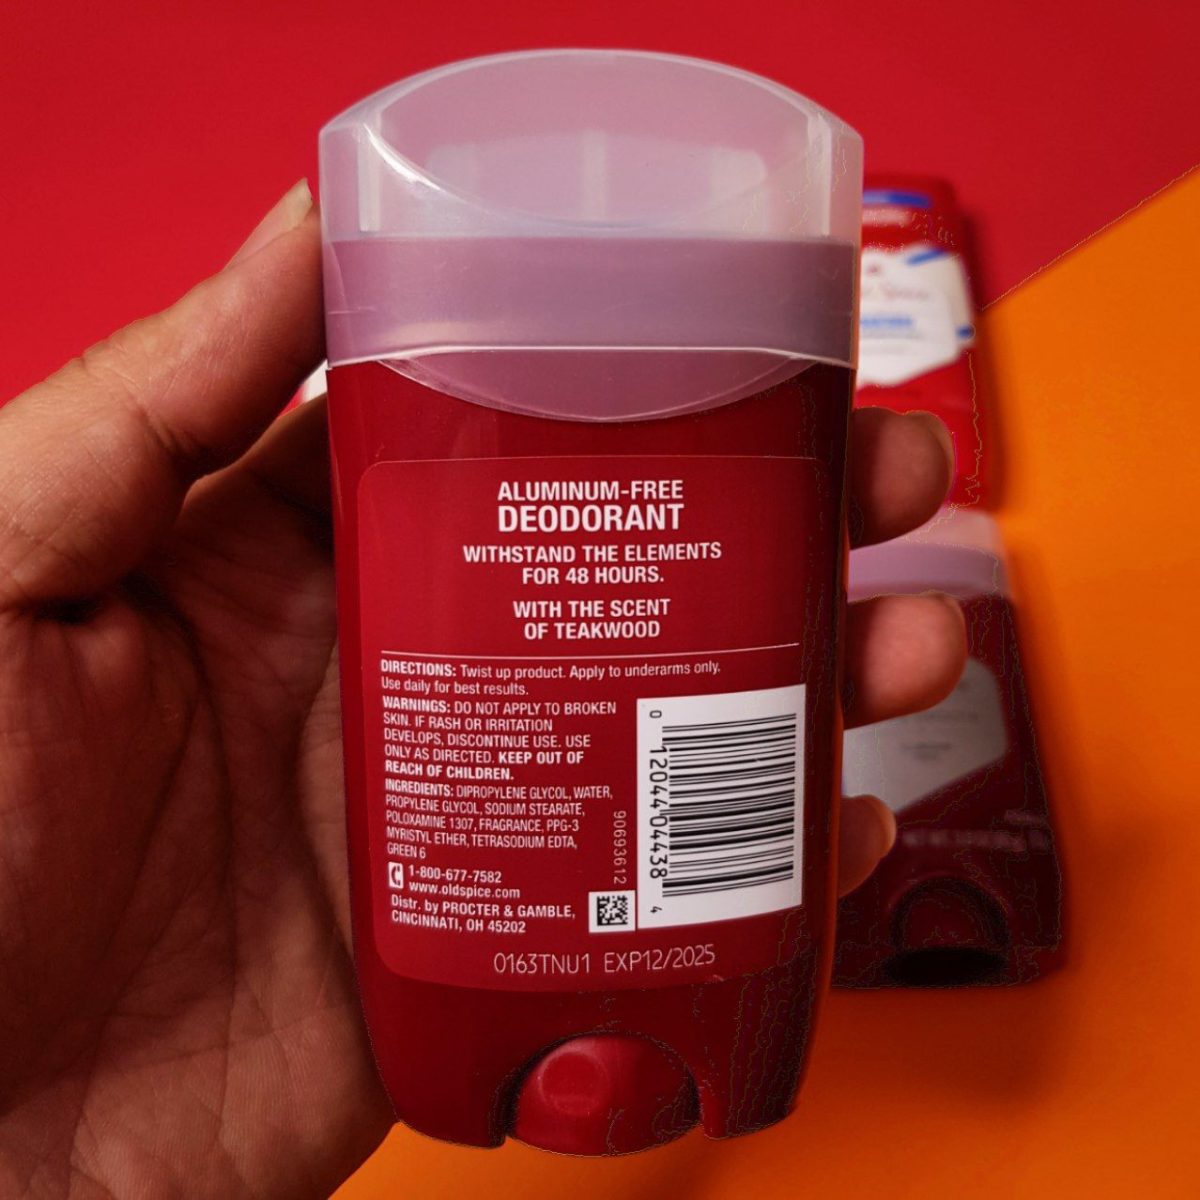 ALUMINUM-FREE
DEODORANT
WITHSTAND THE ELEMENTS
FOR 48 HOURS.
WITH THE SCENT
OF TEAKWOOD
DIRECTIONS: Twist up product. Apply to underarms only.
Use daily for best results.
WARNINGS: DO NOT APPLY TO BROKEN
SKIN. IF RASH OR IRRITATION
DEVELOPS, DISCONTINUE USE. USE
ONLY AS DIRECTED. KEEP OUT OF
REACH OF CHILDREN.
INGREDIENTS: DIPROPYLENE GLYCOL, WATER,
PROPYLENE GLYCOL, SODIUM STEARATE,
POLOXAMINE 1307, FRAGRANCE, PPG-3
MYRISTYL ETHER, TETRASODIUM EDTA,
GREEN 6
1-800-677-7582
www.oldspice.com
Distr. by PROCTER & GAMBLE,
CINCINNATI, OH 45202
90693612
0 12044 04438 4
0163TNU1 EXP12/2025